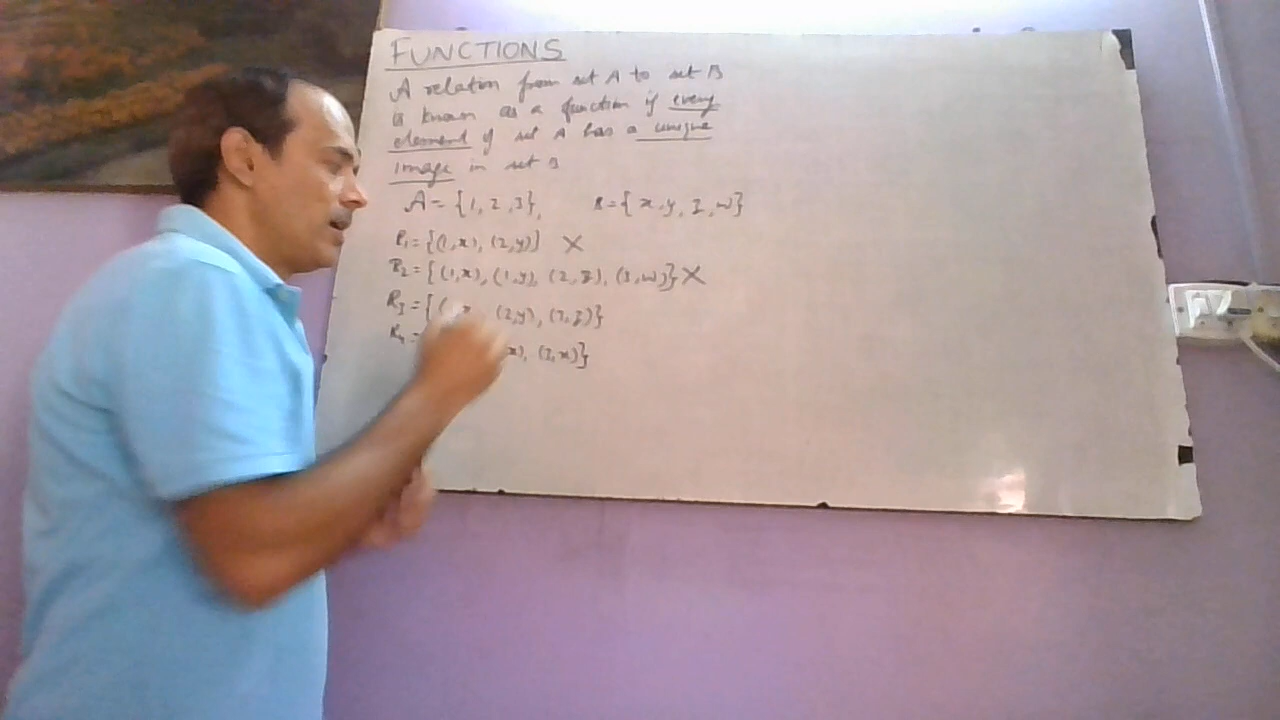 FUNCTIONS
A relation from set A to set B
is known as a function if every
element of set A has a unique
image in set B
A = {1, 2, 3}, B = {x, y, z, w}
R₁ = {(1,x), (2,y)} ✗
R₂ = {(1,x), (1,y), (2,z), (3,w)} ✗
R₃ = {( (2,y), (3,z)}
R₄ = x), (3,x)}